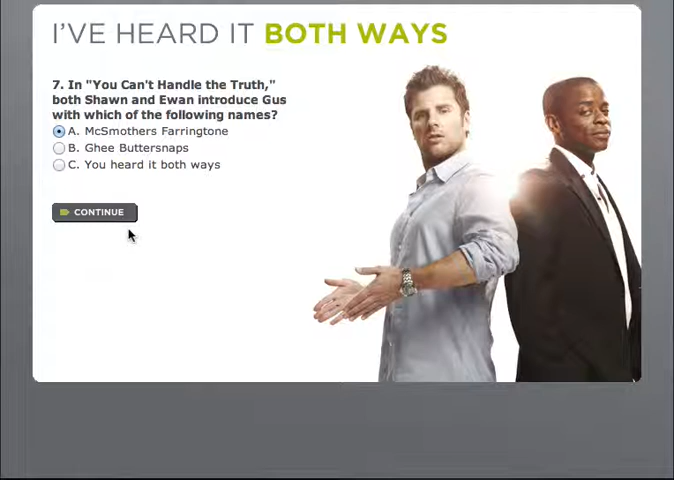 I'VE HEARD IT BOTH WAYS
7. In "You Can't Handle the Truth,"
both Shawn and Ewan introduce Gus
with which of the following names?
A. McSmothers Farringtone
B. Ghee Buttersnaps
C. You heard it both ways
CONTINUE